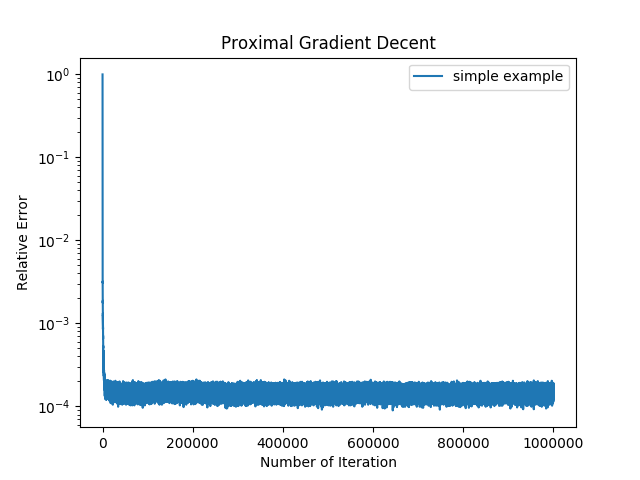 Proximal Gradient Decent
simple example
Relative Error
10⁰
10⁻¹
10⁻²
10⁻³
10⁻⁴
0 200000 400000 600000 800000 1000000
Number of Iteration